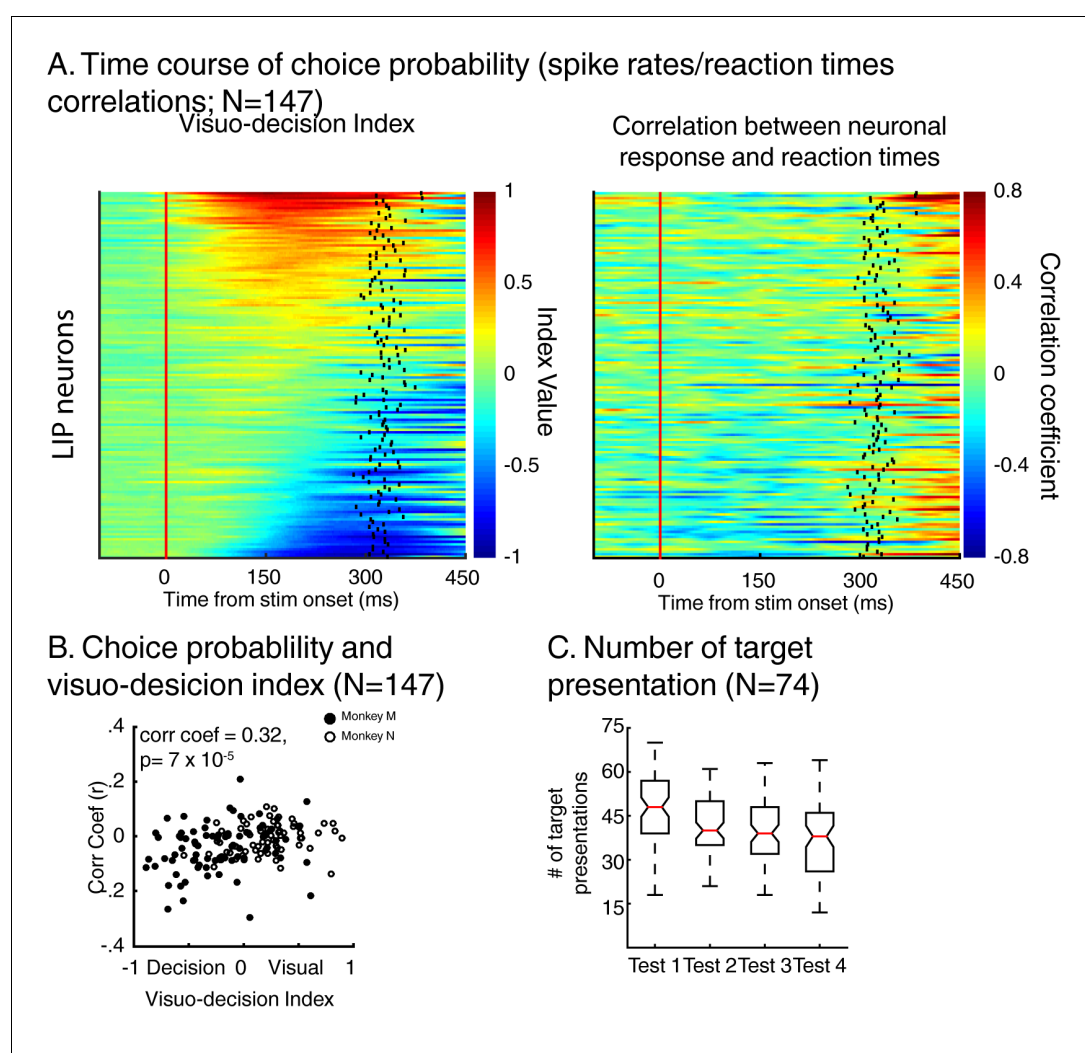 A. Time course of choice probability (spike rates/reaction times
correlations; N=147)
Visuo-decision Index
Correlation between neuronal
response and reaction times
LIP neurons
1
0.5
0
-0.5
-1
Index Value
0 150 300 450
Time from stim onset (ms)
0.8
0.4
0
-0.4
-0.8
Correlation coefficient
0 150 300 450
Time from stim onset (ms)
B. Choice probablility and
visuo-desicion index (N=147)
Monkey M
Monkey N
corr coef = 0.32,
p= 7 x 10-5
Corr Coef (r)
.4
.2
0
.2
-.4
-1 Decision 0 Visual 1
Visuo-decision Index
C. Number of target
presentation (N=74)
# of target
presentations
75
60
45
30
15
Test 1 Test 2 Test 3 Test 4